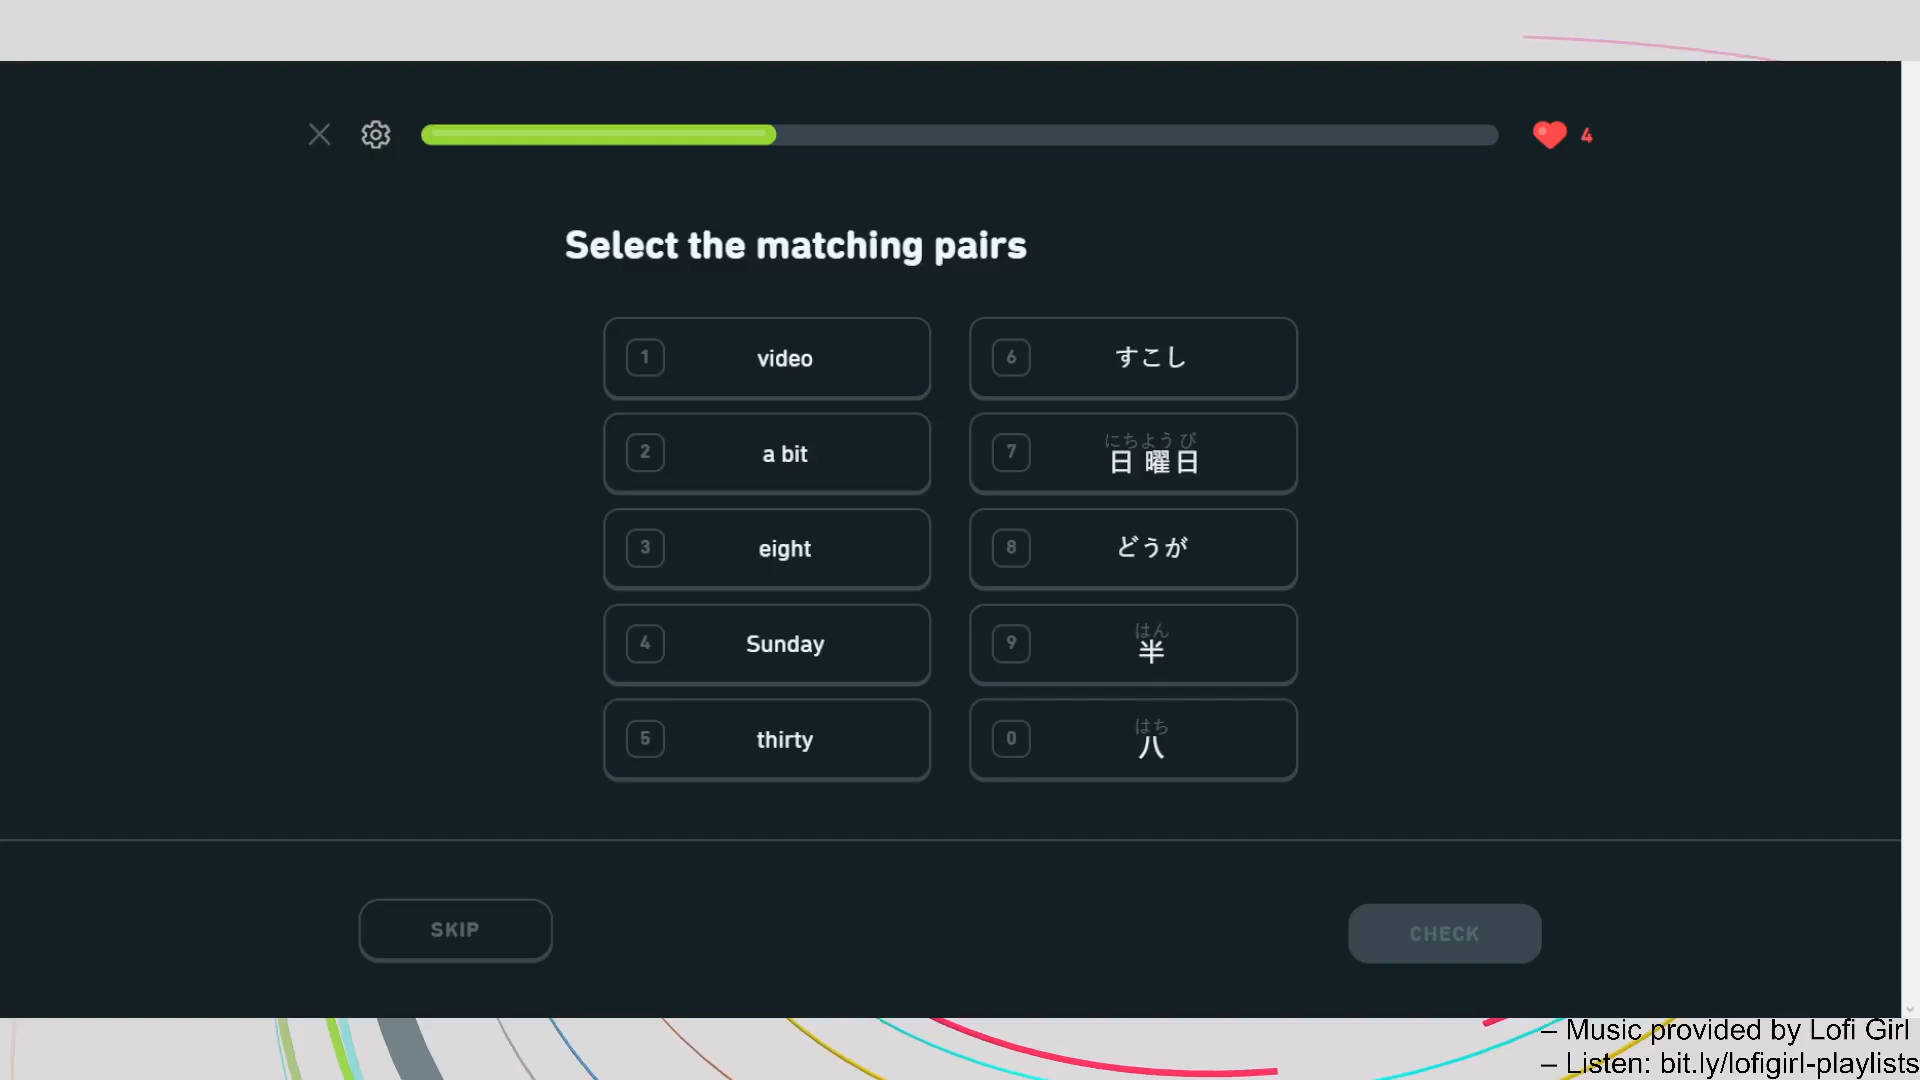 4
Select the matching pairs
1 video
6 すこし
2 a bit
にちようび
7 日曜日
3 eight
8 どうが
4 Sunday
はん
9 半
5 thirty
はち
0 八
SKIP
CHECK
– Music provided by Lofi Girl
– Listen: bit.ly/lofigirl-playlists